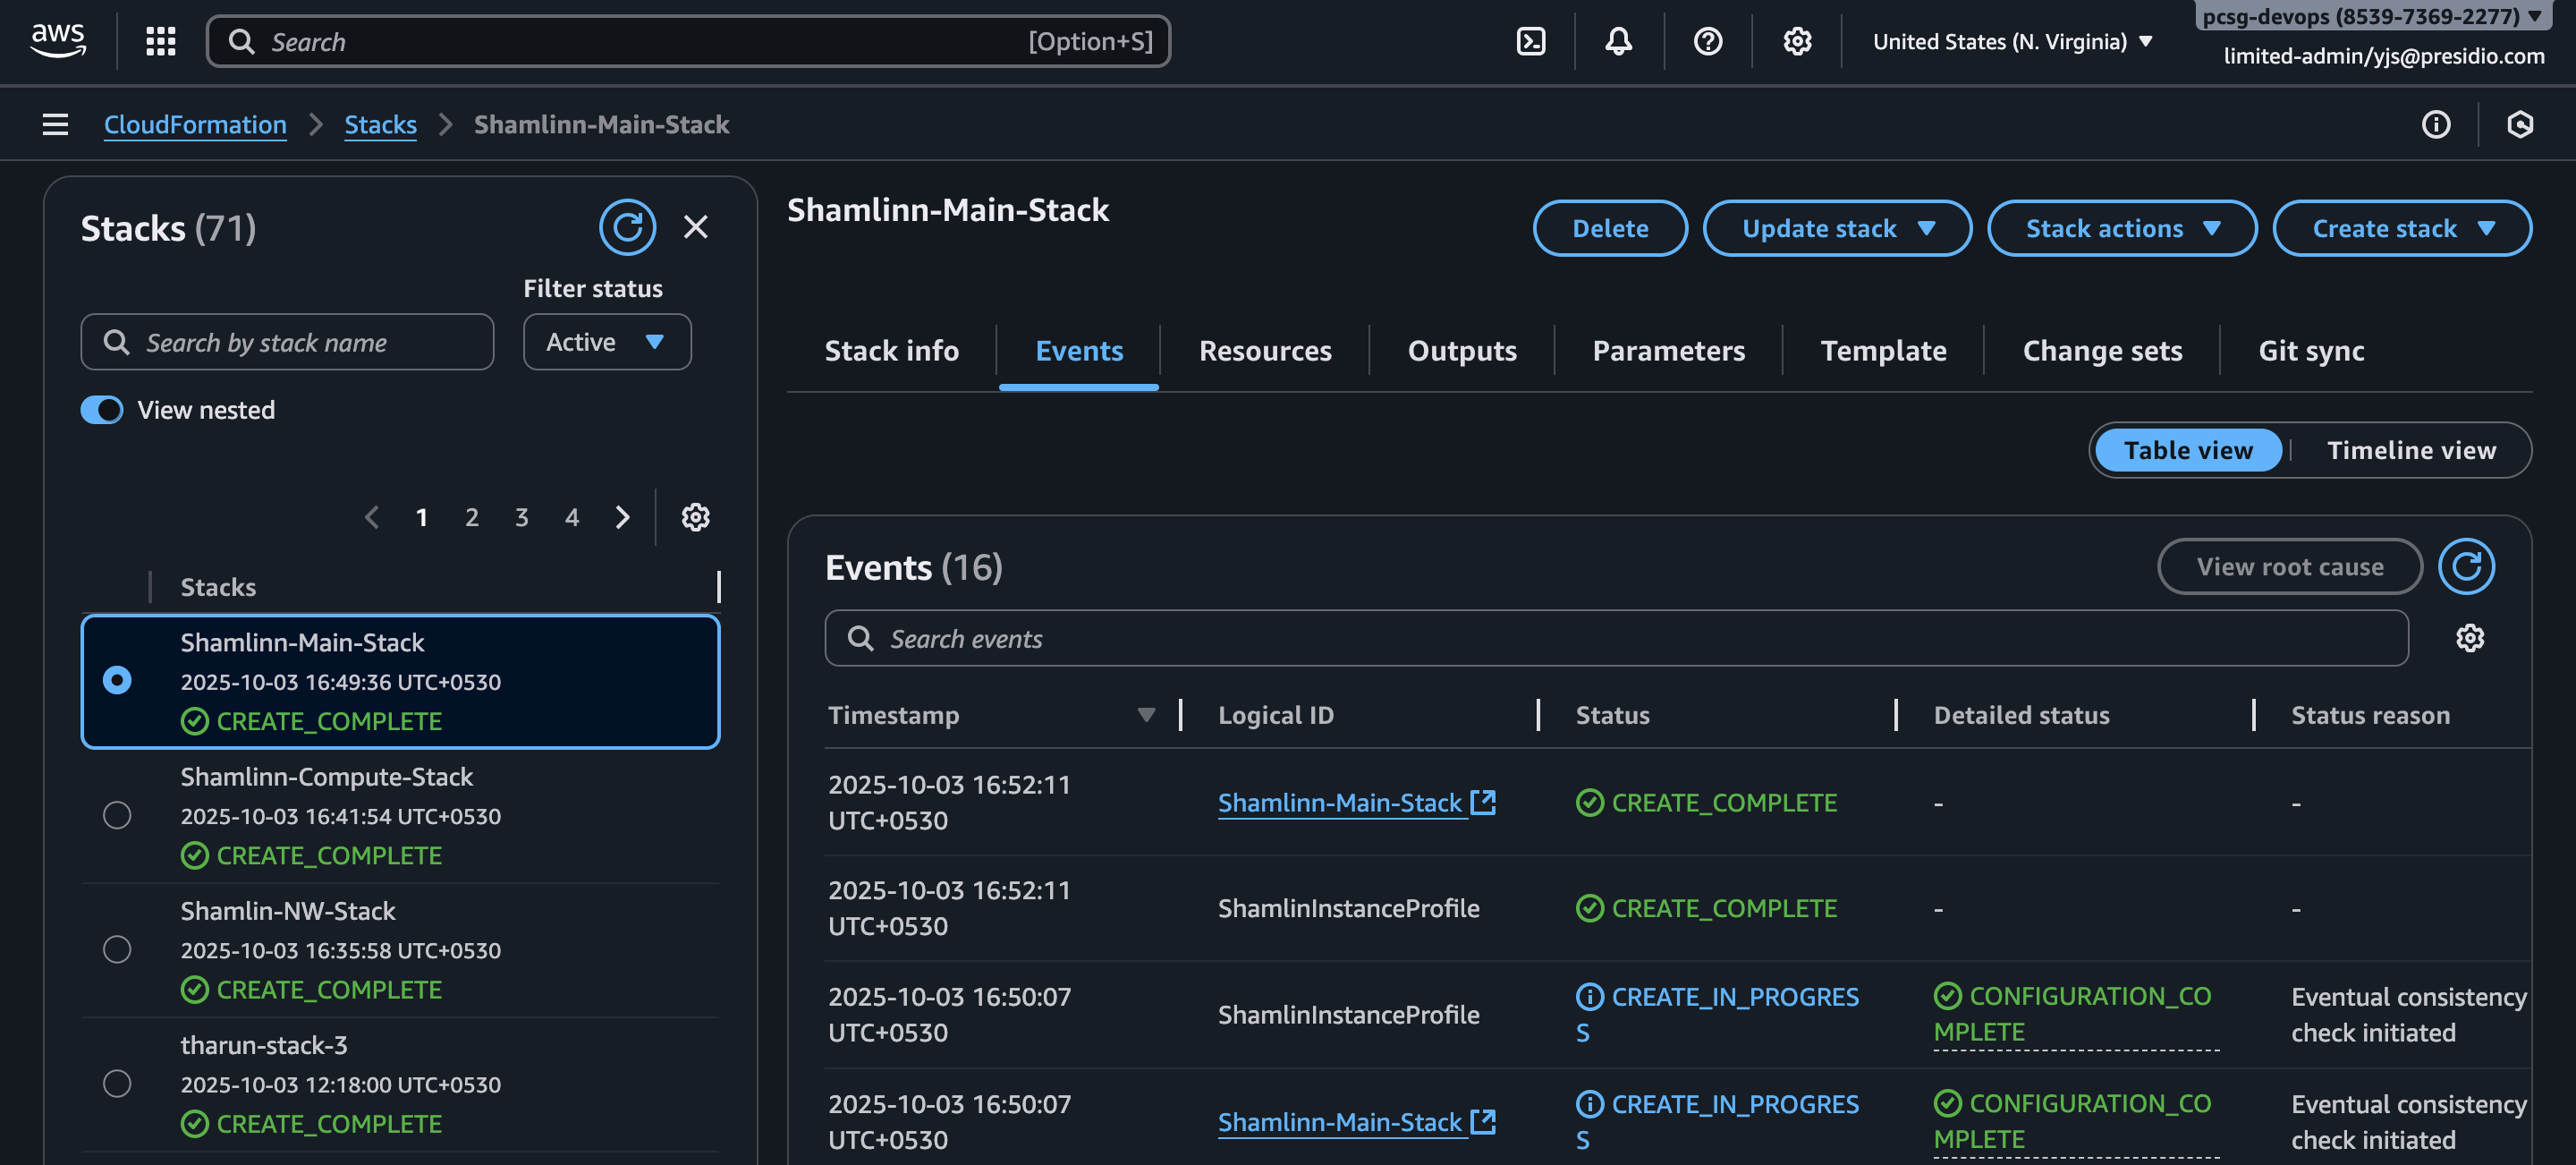 aws
Search
[Option+S]
United States (N. Virginia)
pcsg-devops (8539-7369-2277)
limited-admin/yjs@presidio.com
CloudFormation
Stacks
Shamlinn-Main-Stack
Stacks (71)
Filter status
Search by stack name
Active
View nested
1 2 3 4
Stacks
Shamlinn-Main-Stack
2025-10-03 16:49:36 UTC+0530
CREATE_COMPLETE
Shamlinn-Compute-Stack
2025-10-03 16:41:54 UTC+0530
CREATE_COMPLETE
Shamlin-NW-Stack
2025-10-03 16:35:58 UTC+0530
CREATE_COMPLETE
tharun-stack-3
2025-10-03 12:18:00 UTC+0530
CREATE_COMPLETE
Shamlinn-Main-Stack
Delete
Update stack
Stack actions
Create stack
Stack info
Events
Resources
Outputs
Parameters
Template
Change sets
Git sync
Table view
Timeline view
Events (16)
View root cause
Search events
Timestamp
Logical ID
Status
Detailed status
Status reason
2025-10-03 16:52:11
UTC+0530
Shamlinn-Main-Stack
CREATE_COMPLETE
-
-
2025-10-03 16:52:11
UTC+0530
ShamlinInstanceProfile
CREATE_COMPLETE
-
-
2025-10-03 16:50:07
UTC+0530
ShamlinInstanceProfile
CREATE_IN_PROGRES
S
CONFIGURATION_CO
MPLETE
Eventual consistency
check initiated
2025-10-03 16:50:07
UTC+0530
Shamlinn-Main-Stack
CREATE_IN_PROGRES
S
CONFIGURATION_CO
MPLETE
Eventual consistency
check initiated